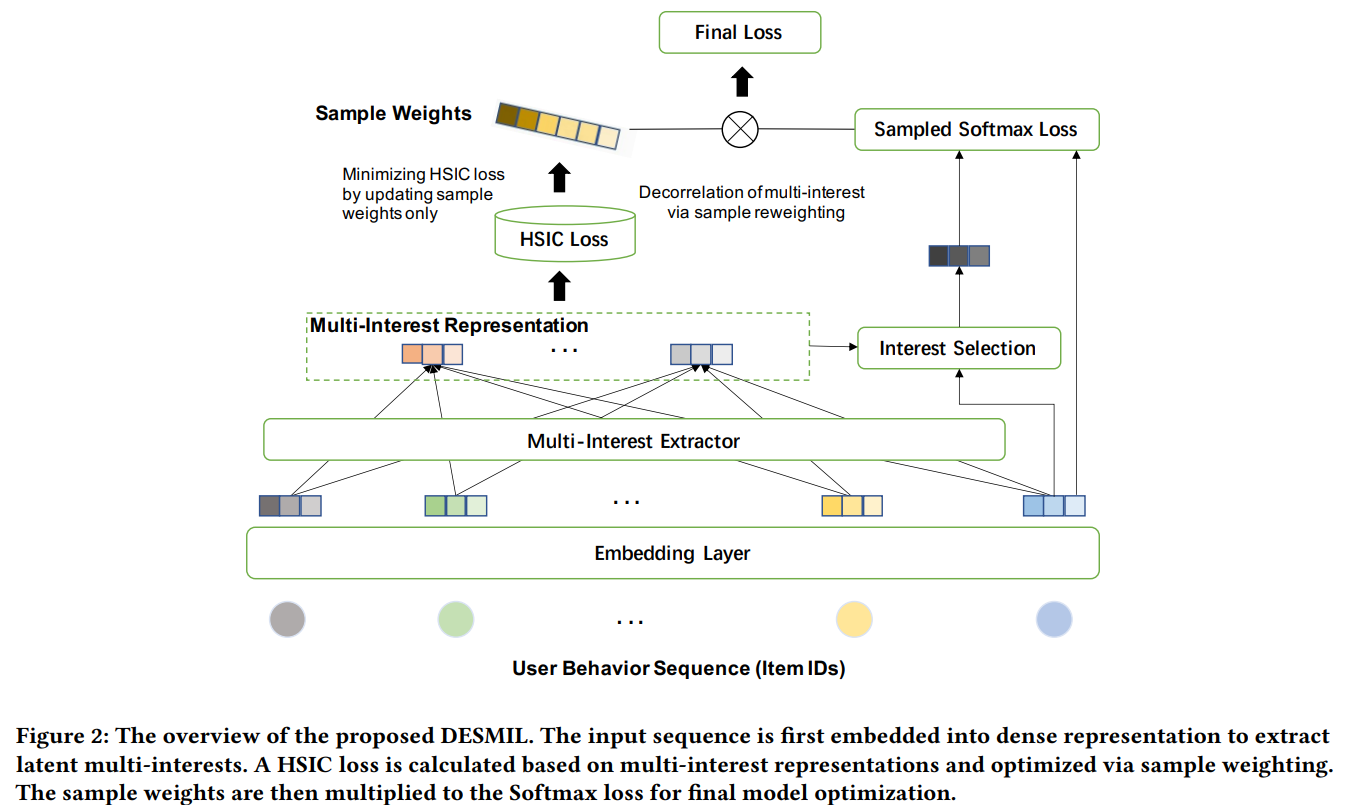 Final Loss
Sample Weights
Sampled Softmax Loss
Minimizing HSIC loss
by updating sample
weights only
Decorrelation of multi-interest
via sample reweighting
HSIC Loss
Multi-Interest Representation
...
Interest Selection
Multi-Interest Extractor
...
Embedding Layer
...
User Behavior Sequence (Item IDs)
Figure 2: The overview of the proposed DESMIL. The input sequence is first embedded into dense representation to extract
latent multi-interests. A HSIC loss is calculated based on multi-interest representations and optimized via sample weighting.
The sample weights are then multiplied to the Softmax loss for final model optimization.